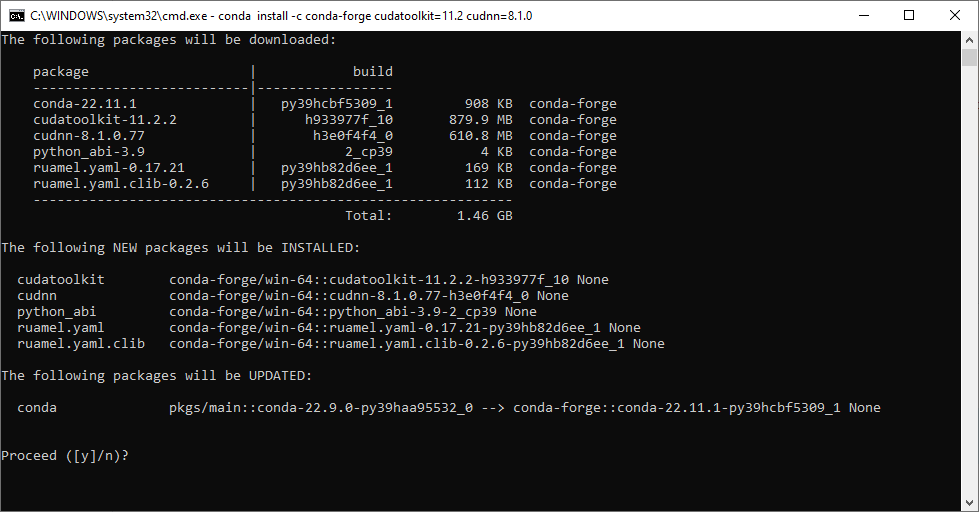 C:\WINDOWS\system32\cmd.exe - conda  install -c conda-forge cudatoolkit=11.2 cudnn=8.1.0
The following packages will be downloaded:
    package                    |            build
    ---------------------------|-----------------
    conda-22.11.1              |   py39hcbf5309_1         908 KB  conda-forge
    cudatoolkit-11.2.2         |      h933977f_10       879.9 MB  conda-forge
    cudnn-8.1.0.77             |       h3e0f4f4_0       610.8 MB  conda-forge
    python_abi-3.9             |           2_cp39           4 KB  conda-forge
    ruamel.yaml-0.17.21        |   py39hb82d6ee_1         169 KB  conda-forge
    ruamel.yaml.clib-0.2.6     |   py39hb82d6ee_1         112 KB  conda-forge
    ------------------------------------------------------------
                                           Total:        1.46 GB
The following NEW packages will be INSTALLED:
  cudatoolkit        conda-forge/win-64::cudatoolkit-11.2.2-h933977f_10 None
  cudnn              conda-forge/win-64::cudnn-8.1.0.77-h3e0f4f4_0 None
  python_abi         conda-forge/win-64::python_abi-3.9-2_cp39 None
  ruamel.yaml        conda-forge/win-64::ruamel.yaml-0.17.21-py39hb82d6ee_1 None
  ruamel.yaml.clib   conda-forge/win-64::ruamel.yaml.clib-0.2.6-py39hb82d6ee_1 None
The following packages will be UPDATED:
  conda              pkgs/main::conda-22.9.0-py39haa95532_0 --> conda-forge::conda-22.11.1-py39hcbf5309_1 None
Proceed ([y]/n)?